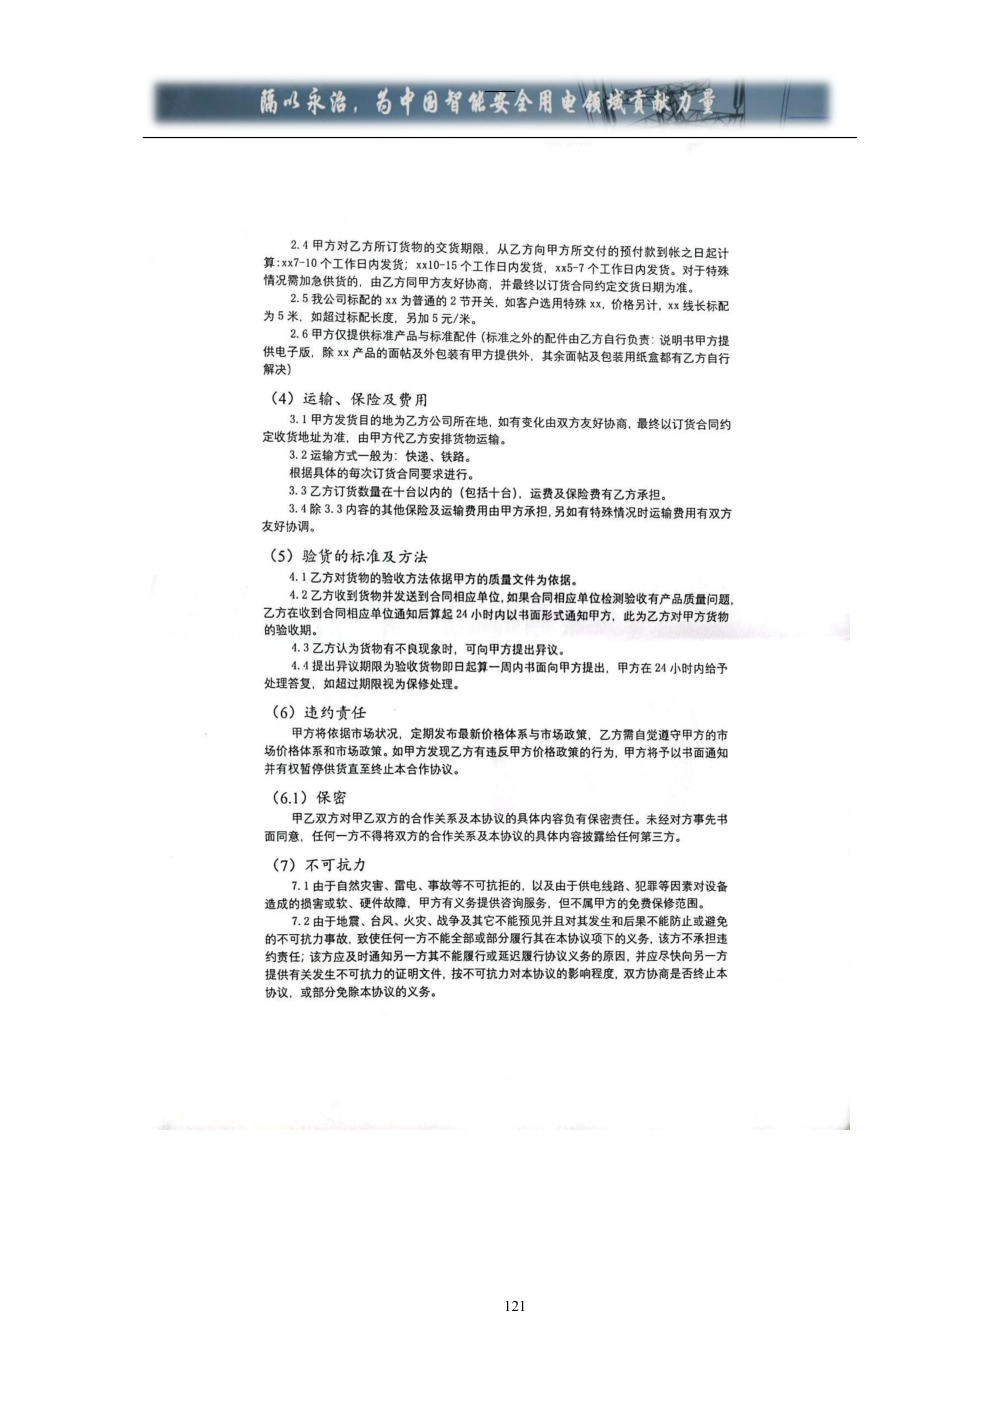 隔以永治，为中国智能安全用电领域贡献力量
2.4 甲方对乙方所订货物的交货期限，从乙方向甲方所交付的预付款到帐之日起计
算:xx7-10 个工作日内发货；xx10-15 个工作日内发货，xx5-7 个工作日内发货。对于特殊
情况需加急供货的，由乙方同甲方友好协商，并最终以订货合同约定交货日期为准。
2.5 我公司标配的 xx 为普通的 2 节开关，如客户选用特殊 xx，价格另计，xx 线长标配
为 5 米，如超过标配长度，另加 5 元/米。
2.6 甲方仅提供标准产品与标准配件（标准之外的配件由乙方自行负责：说明书甲方提
供电子版，除 xx 产品的面帖及外包装有甲方提供外，其余面帖及包装用纸盒都有乙方自行
解决）
（4）运输、保险及费用
3.1 甲方发货目的地为乙方公司所在地，如有变化由双方友好协商，最终以订货合同约
定收货地址为准，由甲方代乙方安排货物运输。
3.2 运输方式一般为：快递、铁路。
根据具体的每次订货合同要求进行。
3.3 乙方订货数量在十台以内的（包括十台），运费及保险费有乙方承担。
3.4 除 3.3 内容的其他保险及运输费用由甲方承担，另如有特殊情况时运输费用有双方
友好协调。
（5）验货的标准及方法
4.1 乙方对货物的验收方法依据甲方的质量文件为依据。
4.2 乙方收到货物并发送到合同相应单位，如果合同相应单位检测验收有产品质量问题，
乙方在收到合同相应单位通知后算起 24 小时内以书面形式通知甲方，此为乙方对甲方货物
的验收期。
4.3 乙方认为货物有不良现象时，可向甲方提出异议。
4.4 提出异议期限为验收货物即日起算一周内书面向甲方提出，甲方在 24 小时内给予
处理答复，如超过期限视为保修处理。
（6）违约责任
甲方将依据市场状况，定期发布最新价格体系与市场政策，乙方需自觉遵守甲方的市
场价格体系和市场政策。如甲方发现乙方有违反甲方价格政策的行为，甲方将予以书面通知
并有权暂停供货直至终止本合作协议。
（6.1）保密
甲乙双方对甲乙双方的合作关系及本协议的具体内容负有保密责任。未经对方事先书
面同意，任何一方不得将双方的合作关系及本协议的具体内容披露给任何第三方。
（7）不可抗力
7.1 由于自然灾害、雷电、事故等不可抗拒的，以及由于供电线路、犯罪等因素对设备
造成的损害或软、硬件故障，甲方有义务提供咨询服务，但不属甲方的免费保修范围。
7.2 由于地震、台风、火灾、战争及其它不能预见并且对其发生和后果不能防止或避免
的不可抗力事故，致使任何一方不能全部或部分履行其在本协议项下的义务，该方不承担违
约责任；该方应及时通知另一方其不能履行或延迟履行协议义务的原因，并应尽快向另一方
提供有关发生不可抗力的证明文件，按不可抗力对本协议的影响程度，双方协商是否终止本
协议，或部分免除本协议的义务。
121